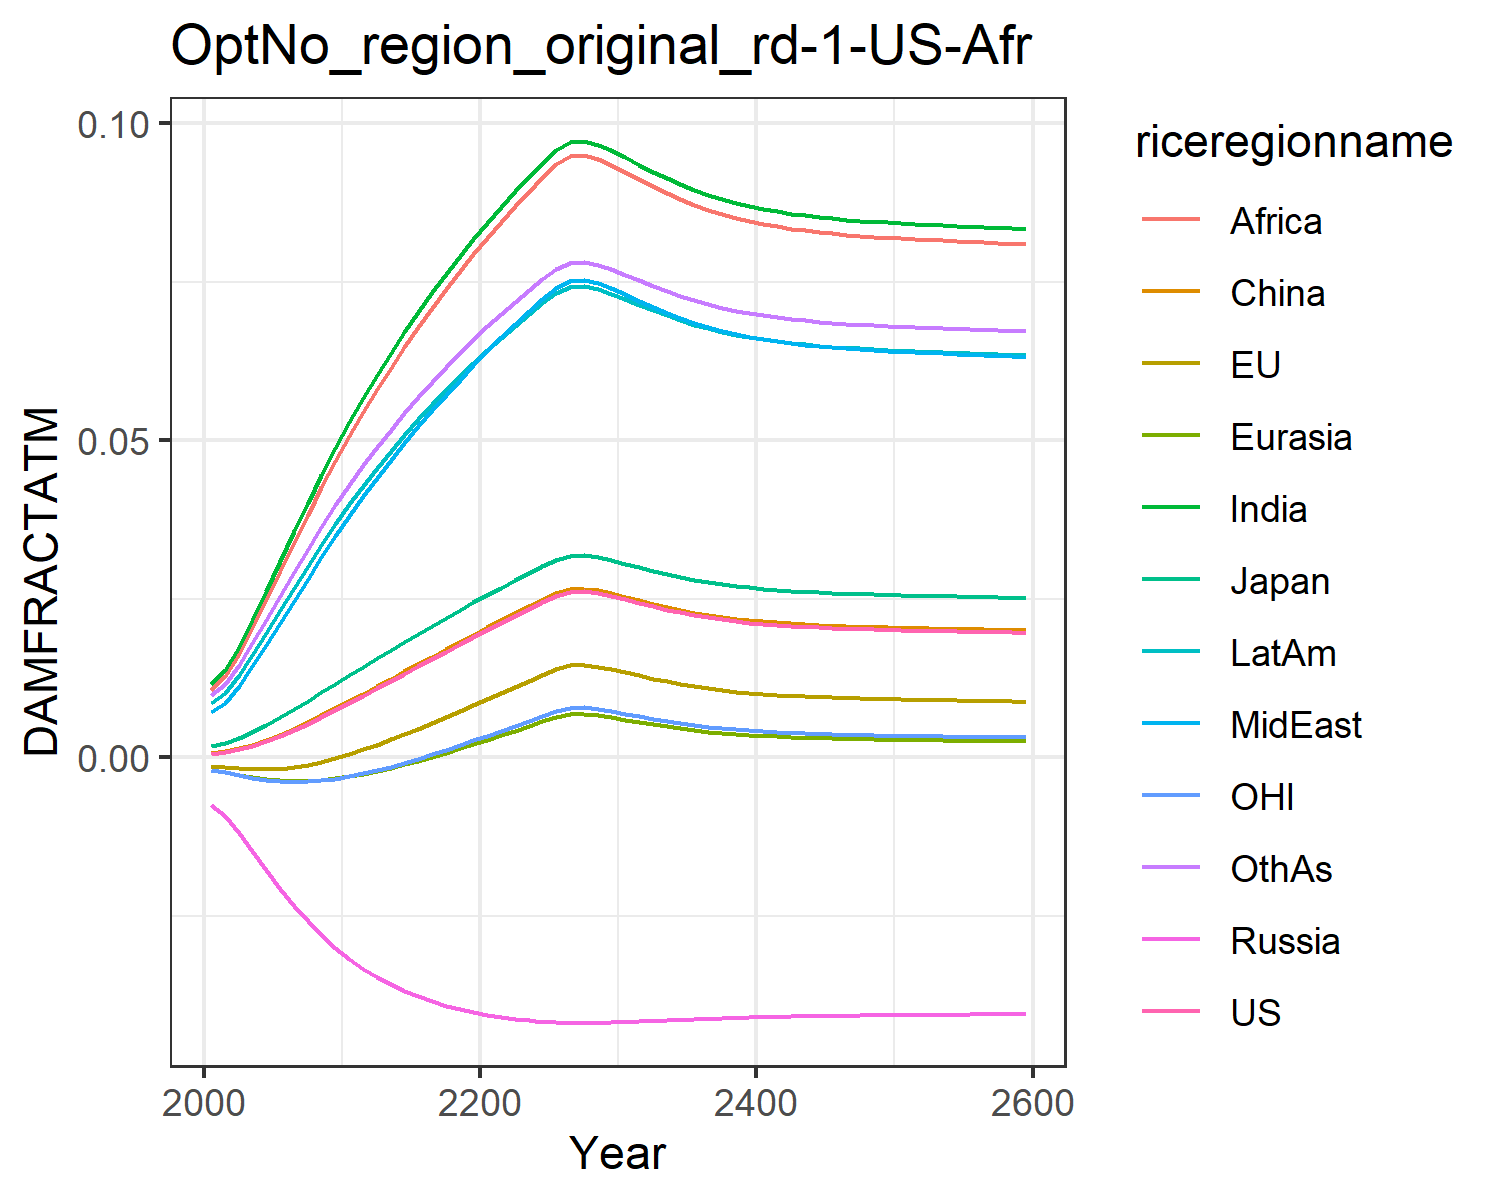 OptNo_region_original_rd-1-US-Afr
0.10
0.05
0.00
DAMFRACTATM
2000
2200
2400
2600
Year
riceregionname
Africa
China
EU
Eurasia
India
Japan
LatAm
MidEast
OHI
OthAs
Russia
US